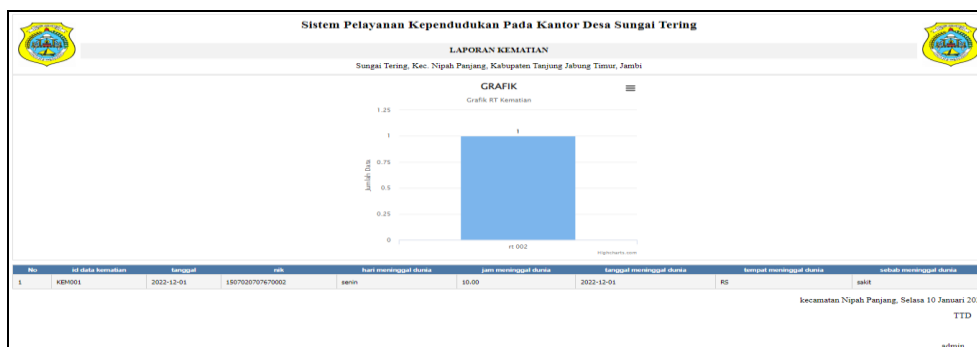 Sistem Pelayanan Kependudukan Pada Kantor Desa Sungai Tering
LAPORAN KEMATIAN
Sungai Tering, Kec. Nipah Panjang, Kabupaten Tanjung Jabung Timur, Jambi
GRAFIK
Grafik RT Kematian
1.25
1
0.75
0.5
0.25
0
Jumlah Data
1
rt 002
Highcharts.com
No id data kematian tanggal nik hari meninggal dunia jam meninggal dunia tanggal meninggal dunia tempat meninggal dunia sebab meninggal dunia
1 KEM001 2022-12-01 1507020707670002 senin 10.00 2022-12-01 RS sakit
kecamatan Nipah Panjang, Selasa 10 Januari 20
TTD
admin